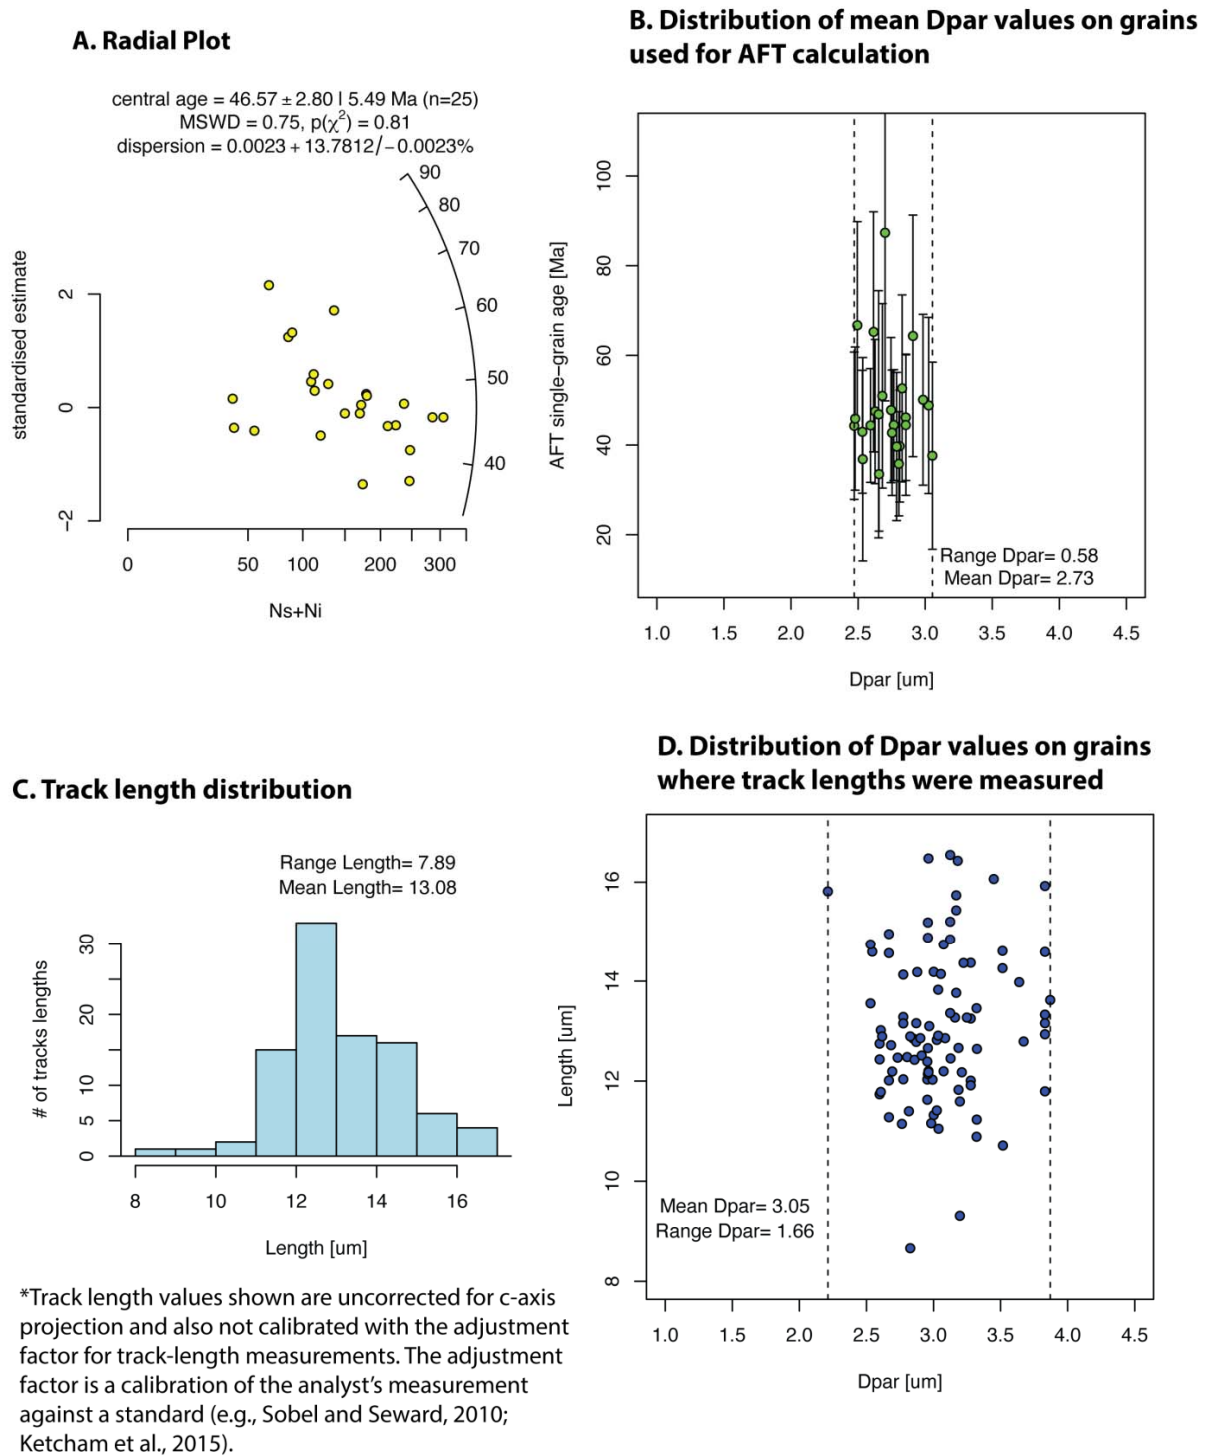 A. Radial Plot
central age = 46.57 ± 2.80 | 5.49 Ma (n=25)
MSWD = 0.75, p(χ²) = 0.81
dispersion = 0.0023 + 13.7812/−0.0023%
90
80
70
60
50
40
standardised estimate
2
0
−2
0
50
100
200
300
Ns+Ni
B. Distribution of mean Dpar values on grains
used for AFT calculation
AFT single−grain age [Ma]
100
80
60
40
20
Range Dpar= 0.58
Mean Dpar= 2.73
1.0
1.5
2.0
2.5
3.0
3.5
4.0
4.5
Dpar [um]
C. Track length distribution
Range Length= 7.89
Mean Length= 13.08
# of tracks lengths
30
20
10
5
0
8
10
12
14
16
Length [um]
*Track length values shown are uncorrected for c-axis
projection and also not calibrated with the adjustment
factor for track-length measurements. The adjustment
factor is a calibration of the analyst's measurement
against a standard (e.g., Sobel and Seward, 2010;
Ketcham et al., 2015).
D. Distribution of Dpar values on grains
where track lengths were measured
Length [um]
16
14
12
10
8
Mean Dpar= 3.05
Range Dpar= 1.66
1.0
1.5
2.0
2.5
3.0
3.5
4.0
4.5
Dpar [um]